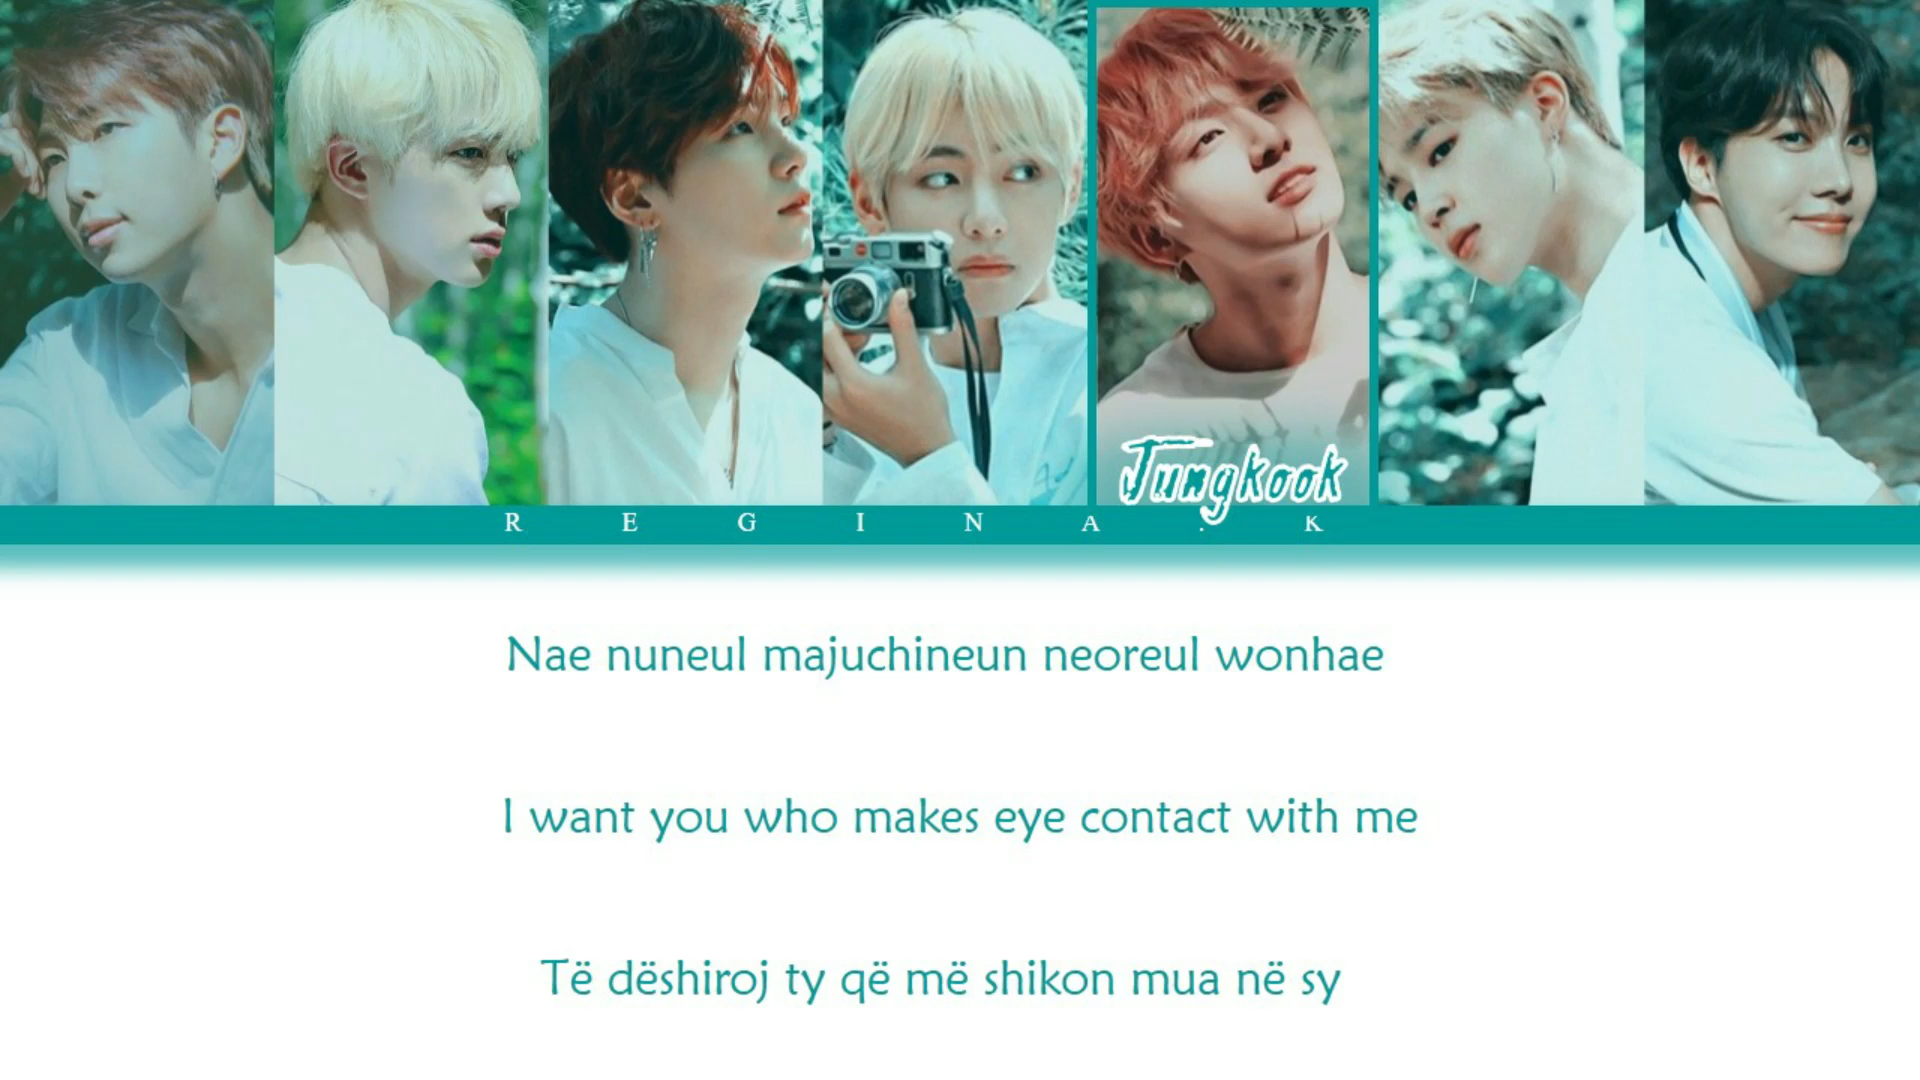 Jungkook
REGINA.K
Nae nuneul majuchineun neoreul wonhae
I want you who makes eye contact with me
Të dëshiroj ty që më shikon mua në sy